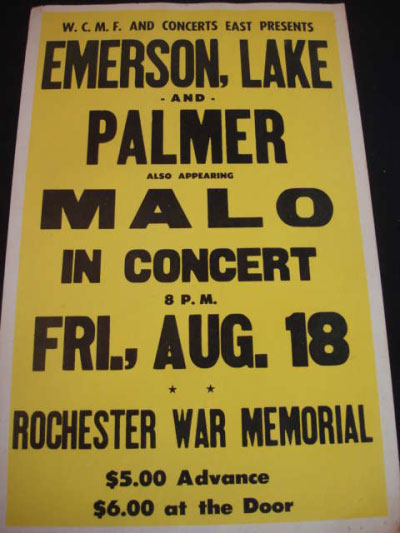 W. C. M. F. AND CONCERTS EAST PRESENTS
EMERSON, LAKE
- AND -
PALMER
ALSO APPEARING
MALO
IN CONCERT
8 P. M.
FRI., AUG. 18
ROCHESTER WAR MEMORIAL
$5.00 Advance
$6.00 at the Door